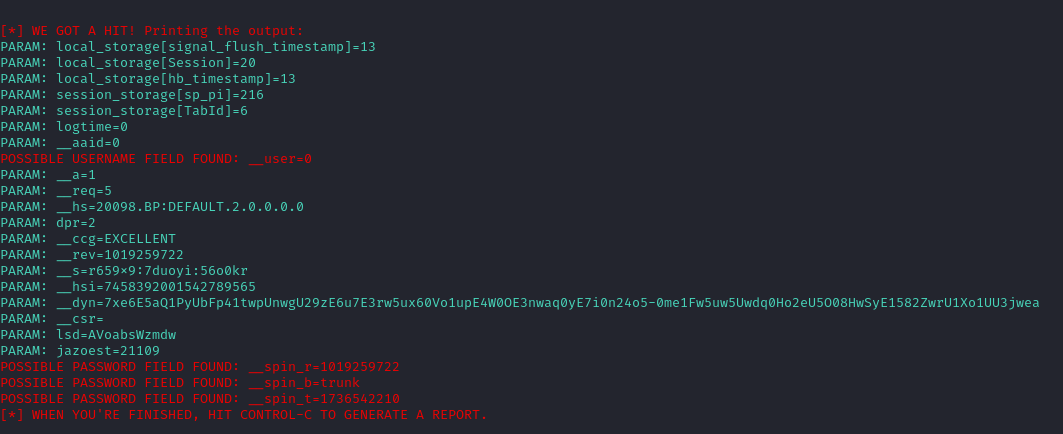 [*] WE GOT A HIT! Printing the output:
PARAM: local_storage[signal_flush_timestamp]=13
PARAM: local_storage[Session]=20
PARAM: local_storage[hb_timestamp]=13
PARAM: session_storage[sp_pi]=216
PARAM: session_storage[TabId]=6
PARAM: logtime=0
PARAM: __aaid=0
POSSIBLE USERNAME FIELD FOUND: __user=0
PARAM: __a=1
PARAM: __req=5
PARAM: __hs=20098.BP:DEFAULT.2.0.0.0.0
PARAM: dpr=2
PARAM: __ccg=EXCELLENT
PARAM: __rev=1019259722
PARAM: __s=r659×9:7duoyi:56o0kr
PARAM: __hsi=7458392001542789565
PARAM: __dyn=7xe6E5aQ1PyUbFp41twpUnwgU29zE6u7E3rw5ux60Vo1upE4W0OE3nwaq0yE7i0n24o5-0me1Fw5uw5Uwdq0Ho2eU5O08HwSyE1582ZwrU1Xo1UU3jwea
PARAM: __csr=
PARAM: lsd=AVoabsWzmdw
PARAM: jazoest=21109
POSSIBLE PASSWORD FIELD FOUND: __spin_r=1019259722
POSSIBLE PASSWORD FIELD FOUND: __spin_b=trunk
POSSIBLE PASSWORD FIELD FOUND: __spin_t=1736542210
[*] WHEN YOU'RE FINISHED, HIT CONTROL-C TO GENERATE A REPORT.